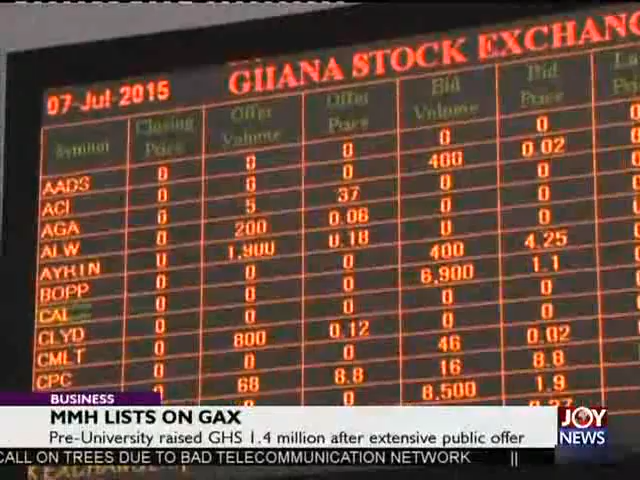 07-Jul-2015 GHANA STOCK EXCHANG
Symbol Closing Price Offer Volume Offer Price Bid Volume Bid Price
AADS 0 0 0 0 0
ACI 0 0 0 400 0.02
AGA 0 5 37 0 0
ALW 0 200 0.06 0 0
AYRTN 0 1,900 0.18 0 0
BOPP 0 0 0 400 4.25
CAL 0 0 0 6,900 1.1
CLYD 0 0 0 0 0
CMLT 0 800 0.12 0 0
CPC 0 0 0 46 0.02
0 68 8.8 16 8.8
0 8,500 1.9
BUSINESS
MMH LISTS ON GAX
Pre-University raised GHS 1.4 million after extensive public offer
JOY
NEWS
CALL ON TREES DUE TO BAD TELECOMMUNICATION NETWORK ||